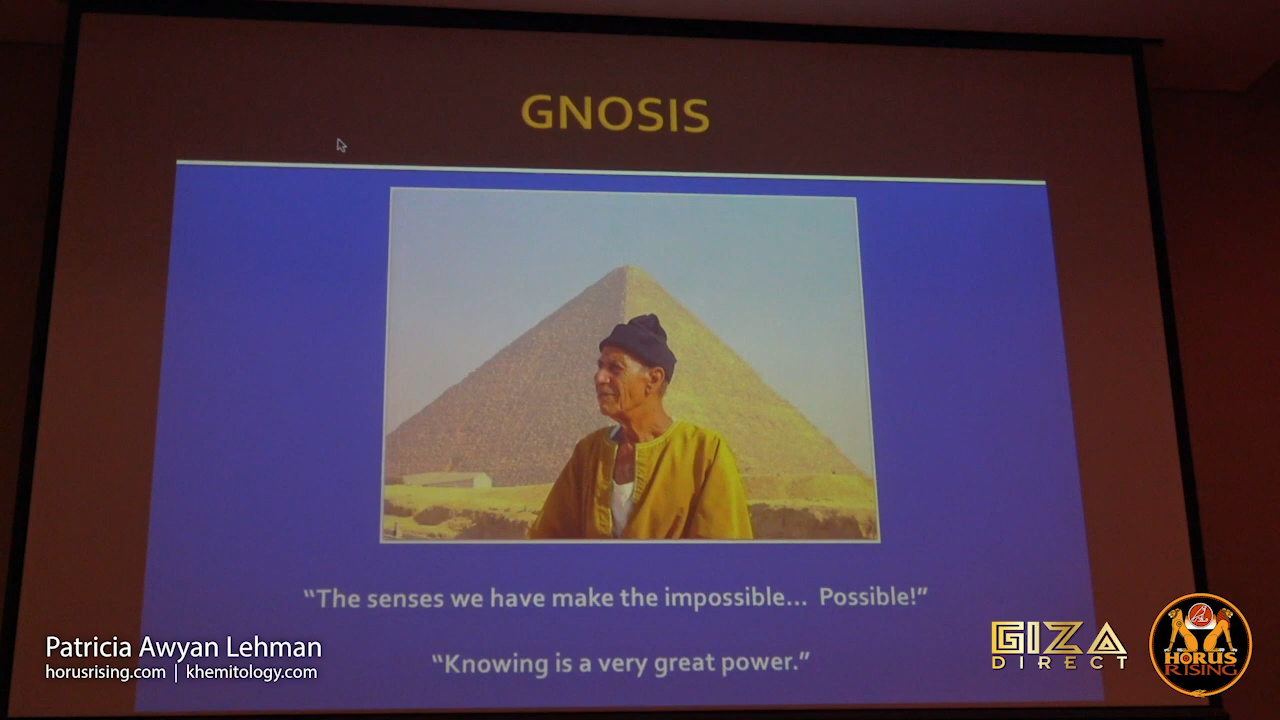 GNOSIS
“The senses we have make the impossible... Possible!”
“Knowing is a very great power.”
Patricia Awyan Lehman
horusrising.com | khemitology.com
GIZA
DIRECT
HORUS
RISING